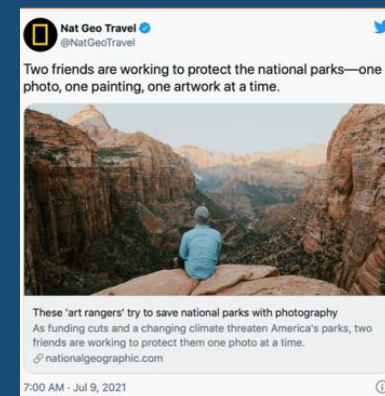 Nat Geo Travel
@NatGeoTravel
Two friends are working to protect the national parks—one
photo, one painting, one artwork at a time.
These 'art rangers' try to save national parks with photography
As funding cuts and a changing climate threaten America's parks, two
friends are working to protect them one photo at a time.
nationalgeographic.com
7:00 AM · Jul 9, 2021